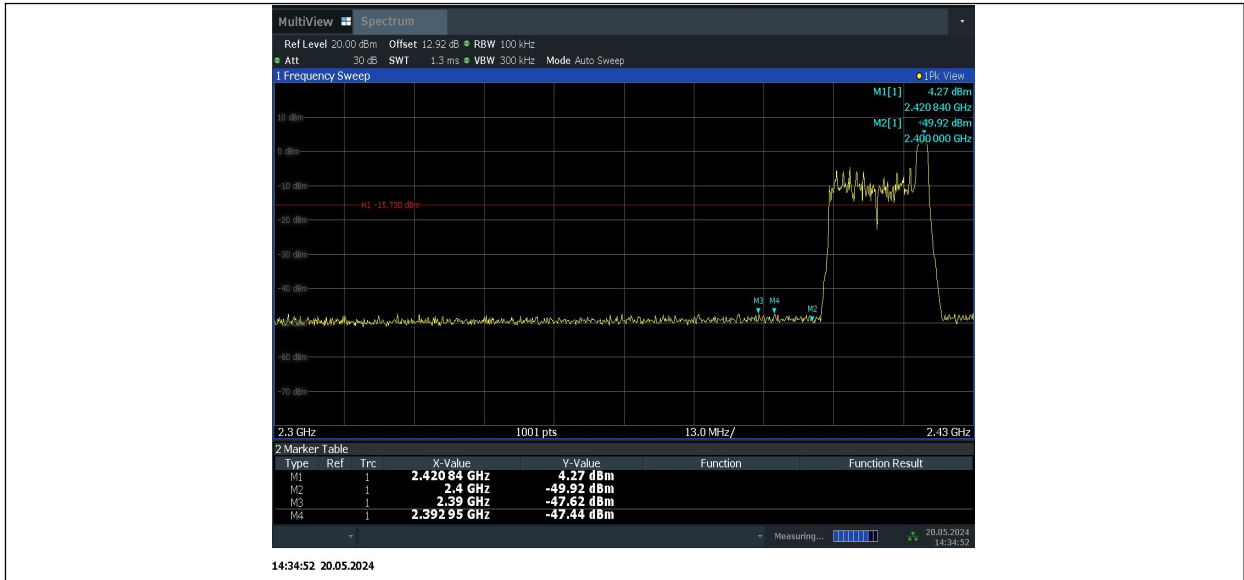 MultiView Spectrum
Ref Level 20.00 dBm Offset 12.92 dB RBW 100 kHz
Att 30 dB SWT 1.3 ms VBW 300 kHz Mode Auto Sweep
1 Frequency Sweep 1Pk View
M1[1] 4.27 dBm
2.420 840 GHz
10 dBm
M2[1] -49.92 dBm
2.400 000 GHz
0 dBm
-10 dBm
H1 -15.730 dBm
-20 dBm
-30 dBm
-40 dBm
M3 M4
M2
-60 dBm
-70 dBm
2.3 GHz 1001 pts 13.0 MHz/ 2.43 GHz
2 Marker Table
Type Ref Trc X-Value Y-Value Function Function Result
M1 1 2.420 84 GHz 4.27 dBm
M2 1 2.4 GHz -49.92 dBm
M3 1 2.39 GHz -47.62 dBm
M4 1 2.392 95 GHz -47.44 dBm
Measuring... 20.05.2024
14:34:52
14:34:52 20.05.2024